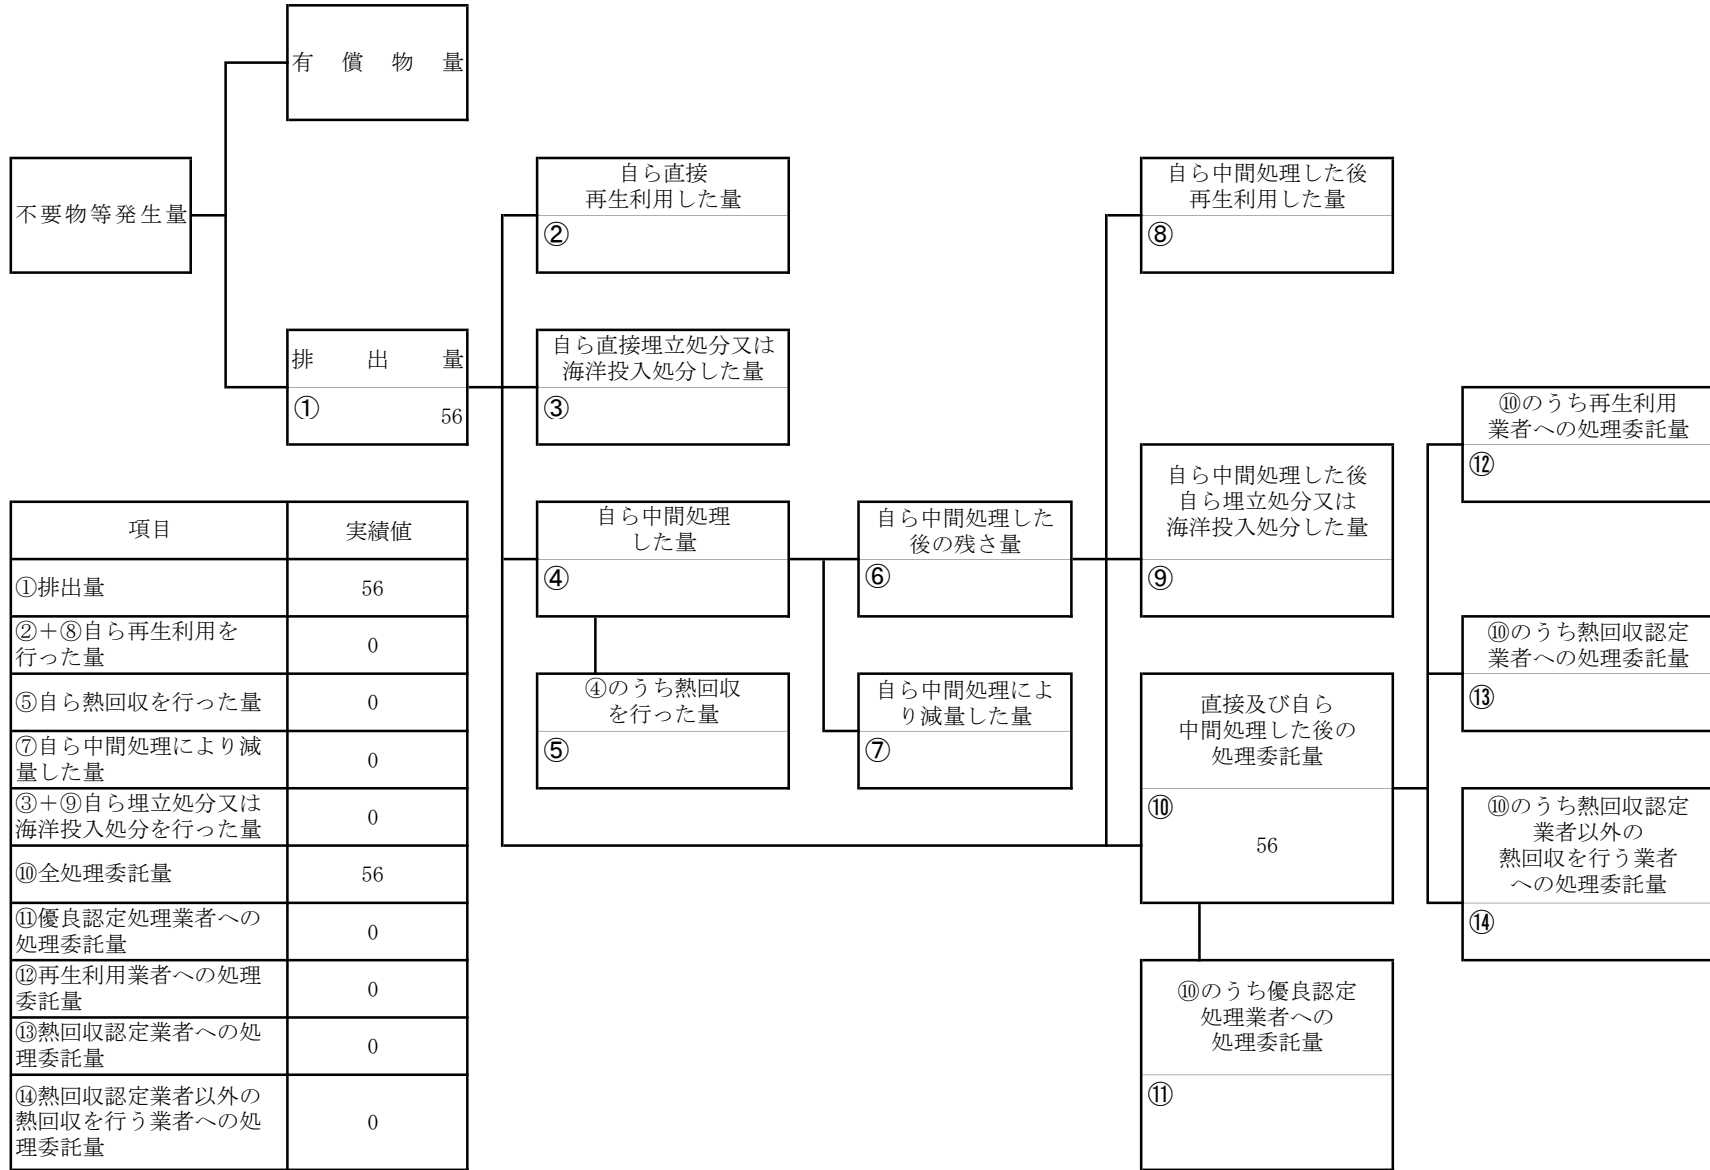 有償物量
不要物等発生量
自ら直接
再生利用した量
②
自ら中間処理した後
再生利用した量
⑧
排出量
① 56
自ら直接埋立処分又は
海洋投入処分した量
③
⑩のうち再生利用
業者への処理委託量
⑫
自ら中間処理した後
自ら埋立処分又は
海洋投入処分した量
⑨
自ら中間処理
した量
④
自ら中間処理した
後の残さ量
⑥
⑩のうち熱回収認定
業者への処理委託量
⑬
④のうち熱回収
を行った量
⑤
自ら中間処理によ
り減量した量
⑦
直接及び自ら
中間処理した後の
処理委託量
⑩
56
⑩のうち熱回収認定
業者以外の
熱回収を行う業者
への処理委託量
⑭
⑩のうち優良認定
処理業者への
処理委託量
⑪
項目 実績値
①排出量 56
②+⑧自ら再生利用を
行った量 0
⑤自ら熱回収を行った量 0
⑦自ら中間処理により減
量した量 0
③+⑨自ら埋立処分又は
海洋投入処分を行った量 0
⑩全処理委託量 56
⑪優良認定処理業者への
処理委託量 0
⑫再生利用業者への処理
委託量 0
⑬熱回収認定業者への処
理委託量 0
⑭熱回収認定業者以外の
熱回収を行う業者への処
理委託量 0